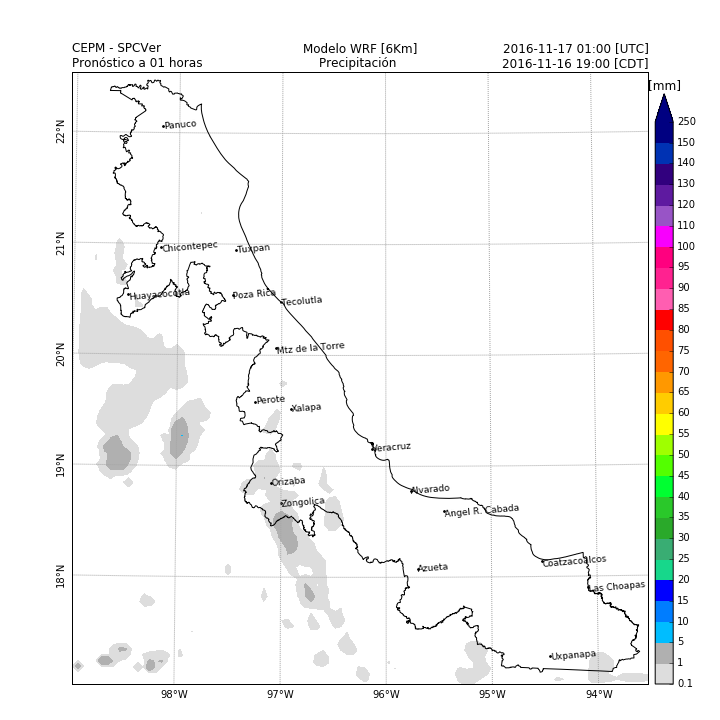 CEPM - SPCVer
Modelo WRF [6Km]
2016-11-17 01:00 [UTC]
Pronóstico a 01 horas
Precipitación
2016-11-16 19:00 [CDT]
[mm]
250
150
140
130
120
110
100
95
90
85
80
75
70
65
60
55
50
45
40
35
30
25
20
15
10
5
1
0.1
22°N
21°N
20°N
19°N
18°N
Panuco
Chicontepec
Tuxpan
Huayacocotla
Poza Rica
Tecolutla
Mtz de la Torre
Perote
Xalapa
Veracruz
Orizaba
Alvarado
Zongolica
Angel R. Cabada
Azueta
Coatzacoalcos
Las Choapas
Uxpanapa
98°W
97°W
96°W
95°W
94°W